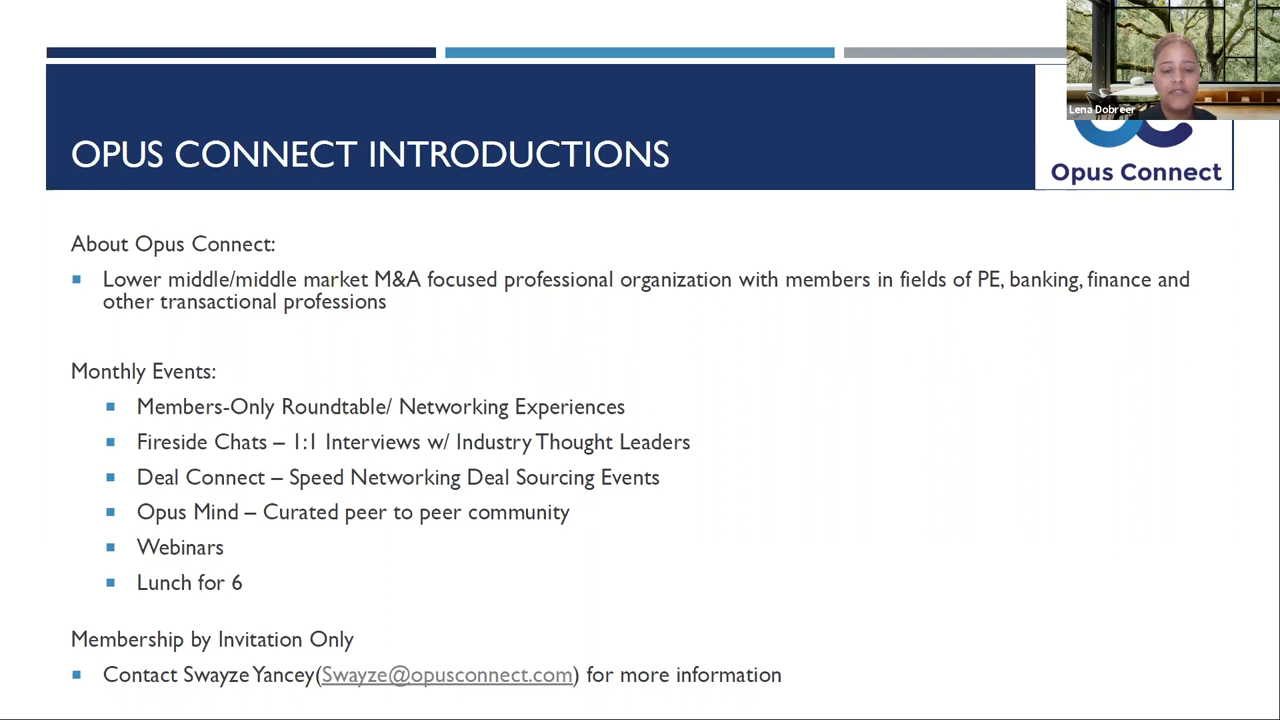 Lena Dobreer
OPUS CONNECT INTRODUCTIONS
Opus Connect
About Opus Connect:
Lower middle/middle market M&A focused professional organization with members in fields of PE, banking, finance and
other transactional professions
Monthly Events:
Members-Only Roundtable/ Networking Experiences
Fireside Chats – 1:1 Interviews w/ Industry Thought Leaders
Deal Connect – Speed Networking Deal Sourcing Events
Opus Mind – Curated peer to peer community
Webinars
Lunch for 6
Membership by Invitation Only
Contact Swayze Yancey(Swayze@opusconnect.com) for more information